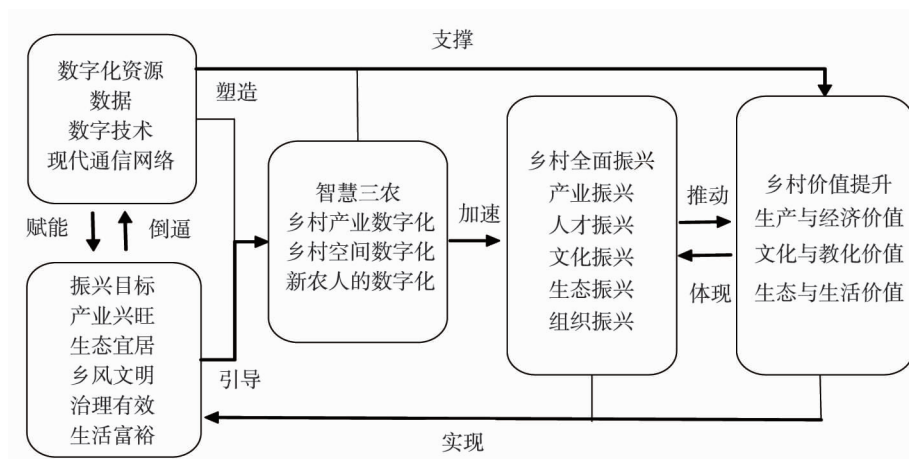 支撑
数字化资源
数据
数字技术
现代通信网络
塑造
赋能
倒逼
振兴目标
产业兴旺
生态宜居
乡风文明
治理有效
生活富裕
引导
智慧三农
乡村产业数字化
乡村空间数字化
新农人的数字化
加速
乡村全面振兴
产业振兴
人才振兴
文化振兴
生态振兴
组织振兴
推动
体现
乡村价值提升
生产与经济价值
文化与教化价值
生态与生活价值
实现